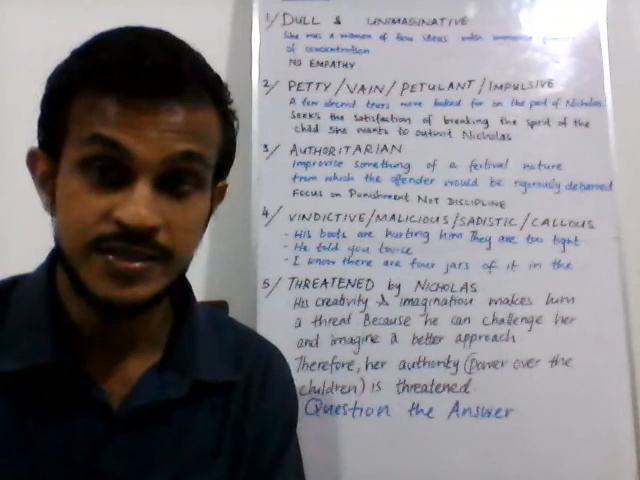 1/ DULL & UNIMAGINATIVE
She was a woman of few ideas with immense
of concentration
NO EMPATHY
2/ PETTY/VAIN/PETULANT/IMPULSIVE
A few decent tears were looked for on the part of Nicholas
Seeks the satisfaction of breaking the spirit of the
child She wants to outwit Nicholas
3/ AUTHORITARIAN
improvise something of a festival nature
from which the offender would be rigorously debarred
FOCUS on PUNISHMENT NOT DISCIPLINE
4/ VINDICTIVE/MALICIOUS/SADISTIC/CALLOUS
- His boots are hurting him They are too tight
- He told you twice
- I know there are four jars of it in the
5/ THREATENED by NICHOLAS
His creativity & imagination makes him
a threat Because he can challenge her
and imagine a better approach
Therefore, her authority (power over the
children) is threatened
Question the Answer